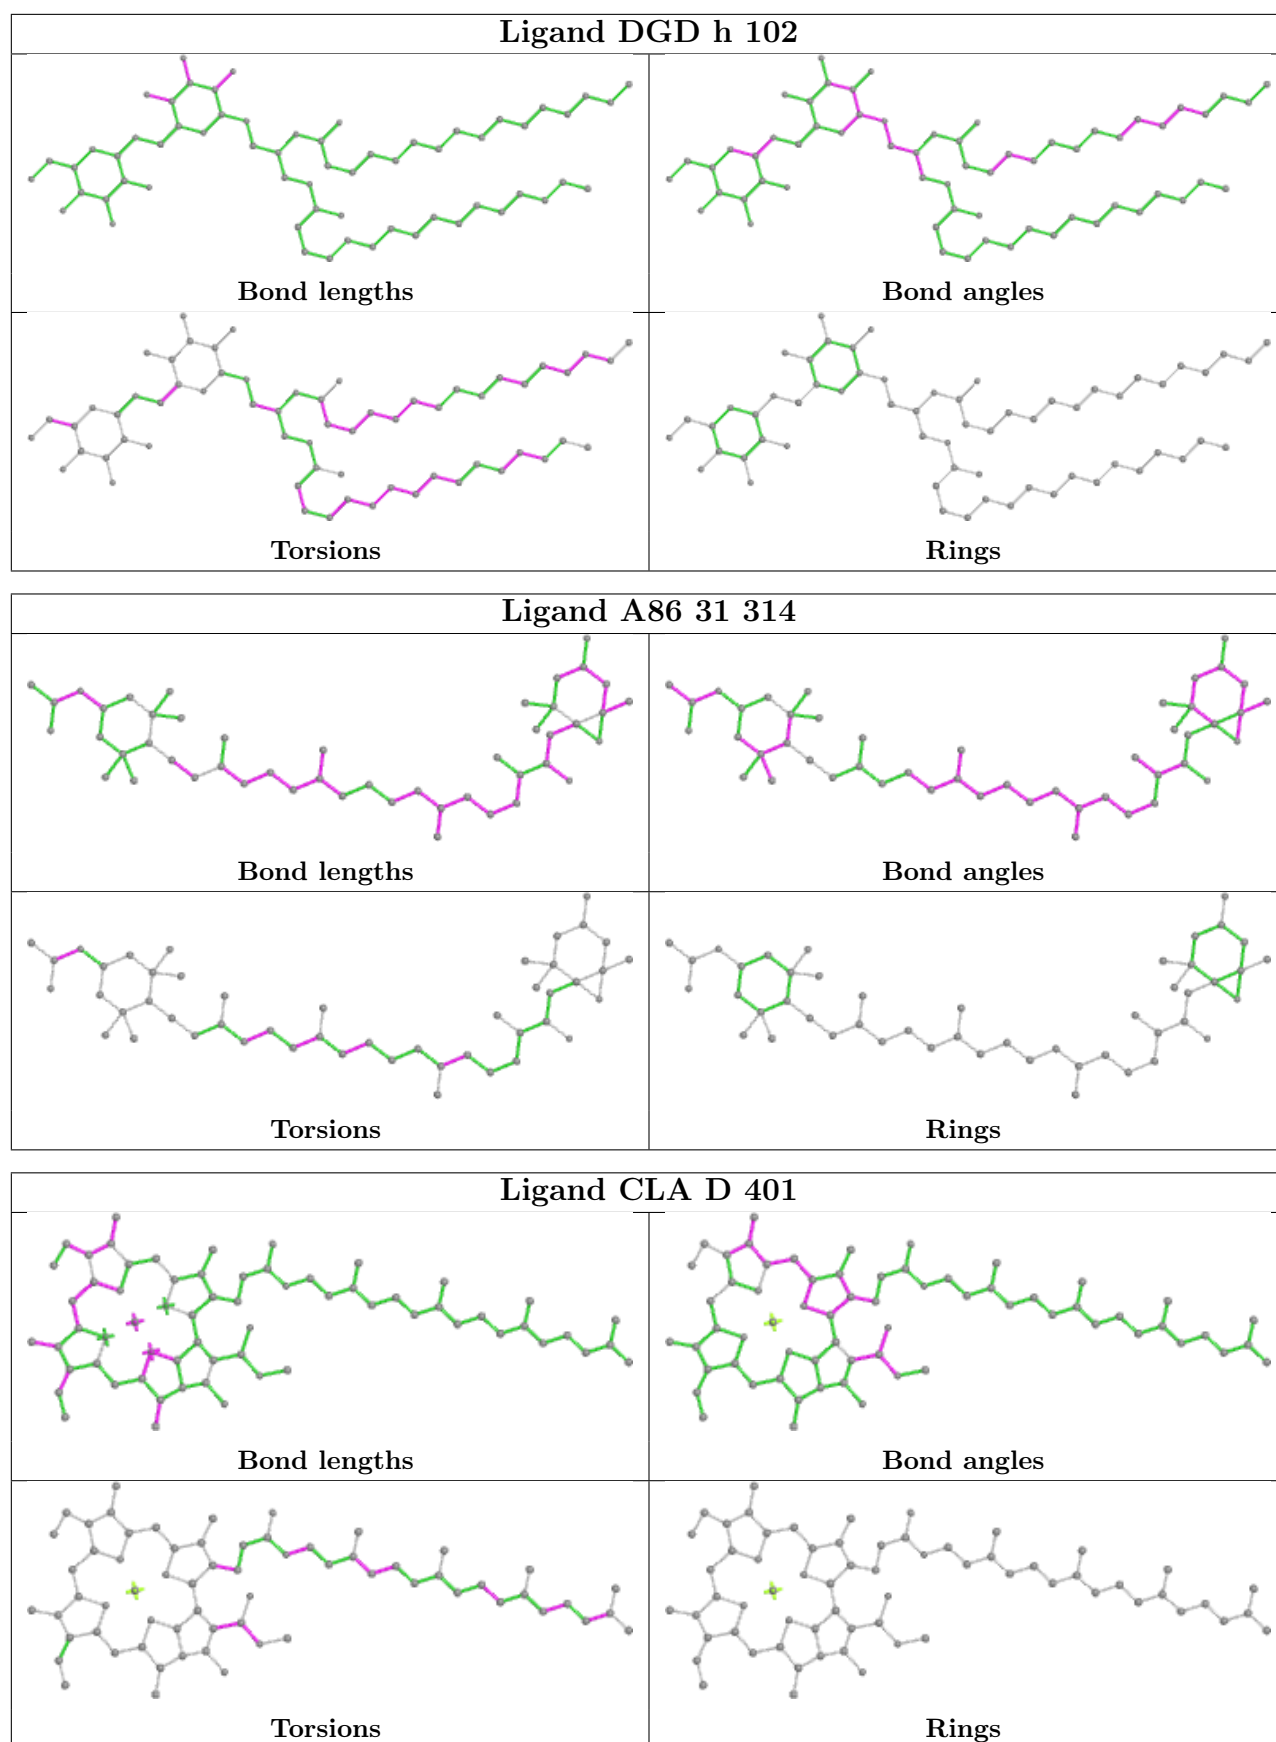 Ligand DGD h 102
Bond lengths
Bond angles
Torsions
Rings
Ligand A86 31 314
Bond lengths
Bond angles
Torsions
Rings
Ligand CLA D 401
Bond lengths
Bond angles
Torsions
Rings